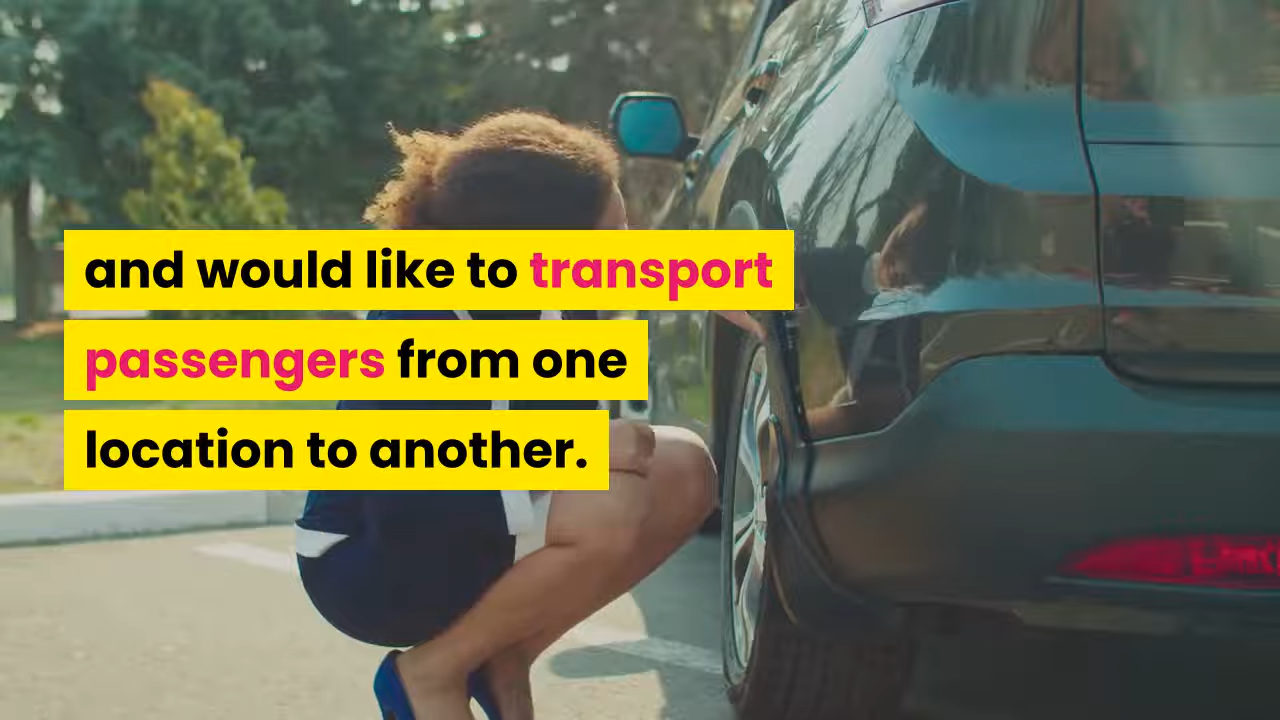 and would like to transport
passengers from one
location to another.